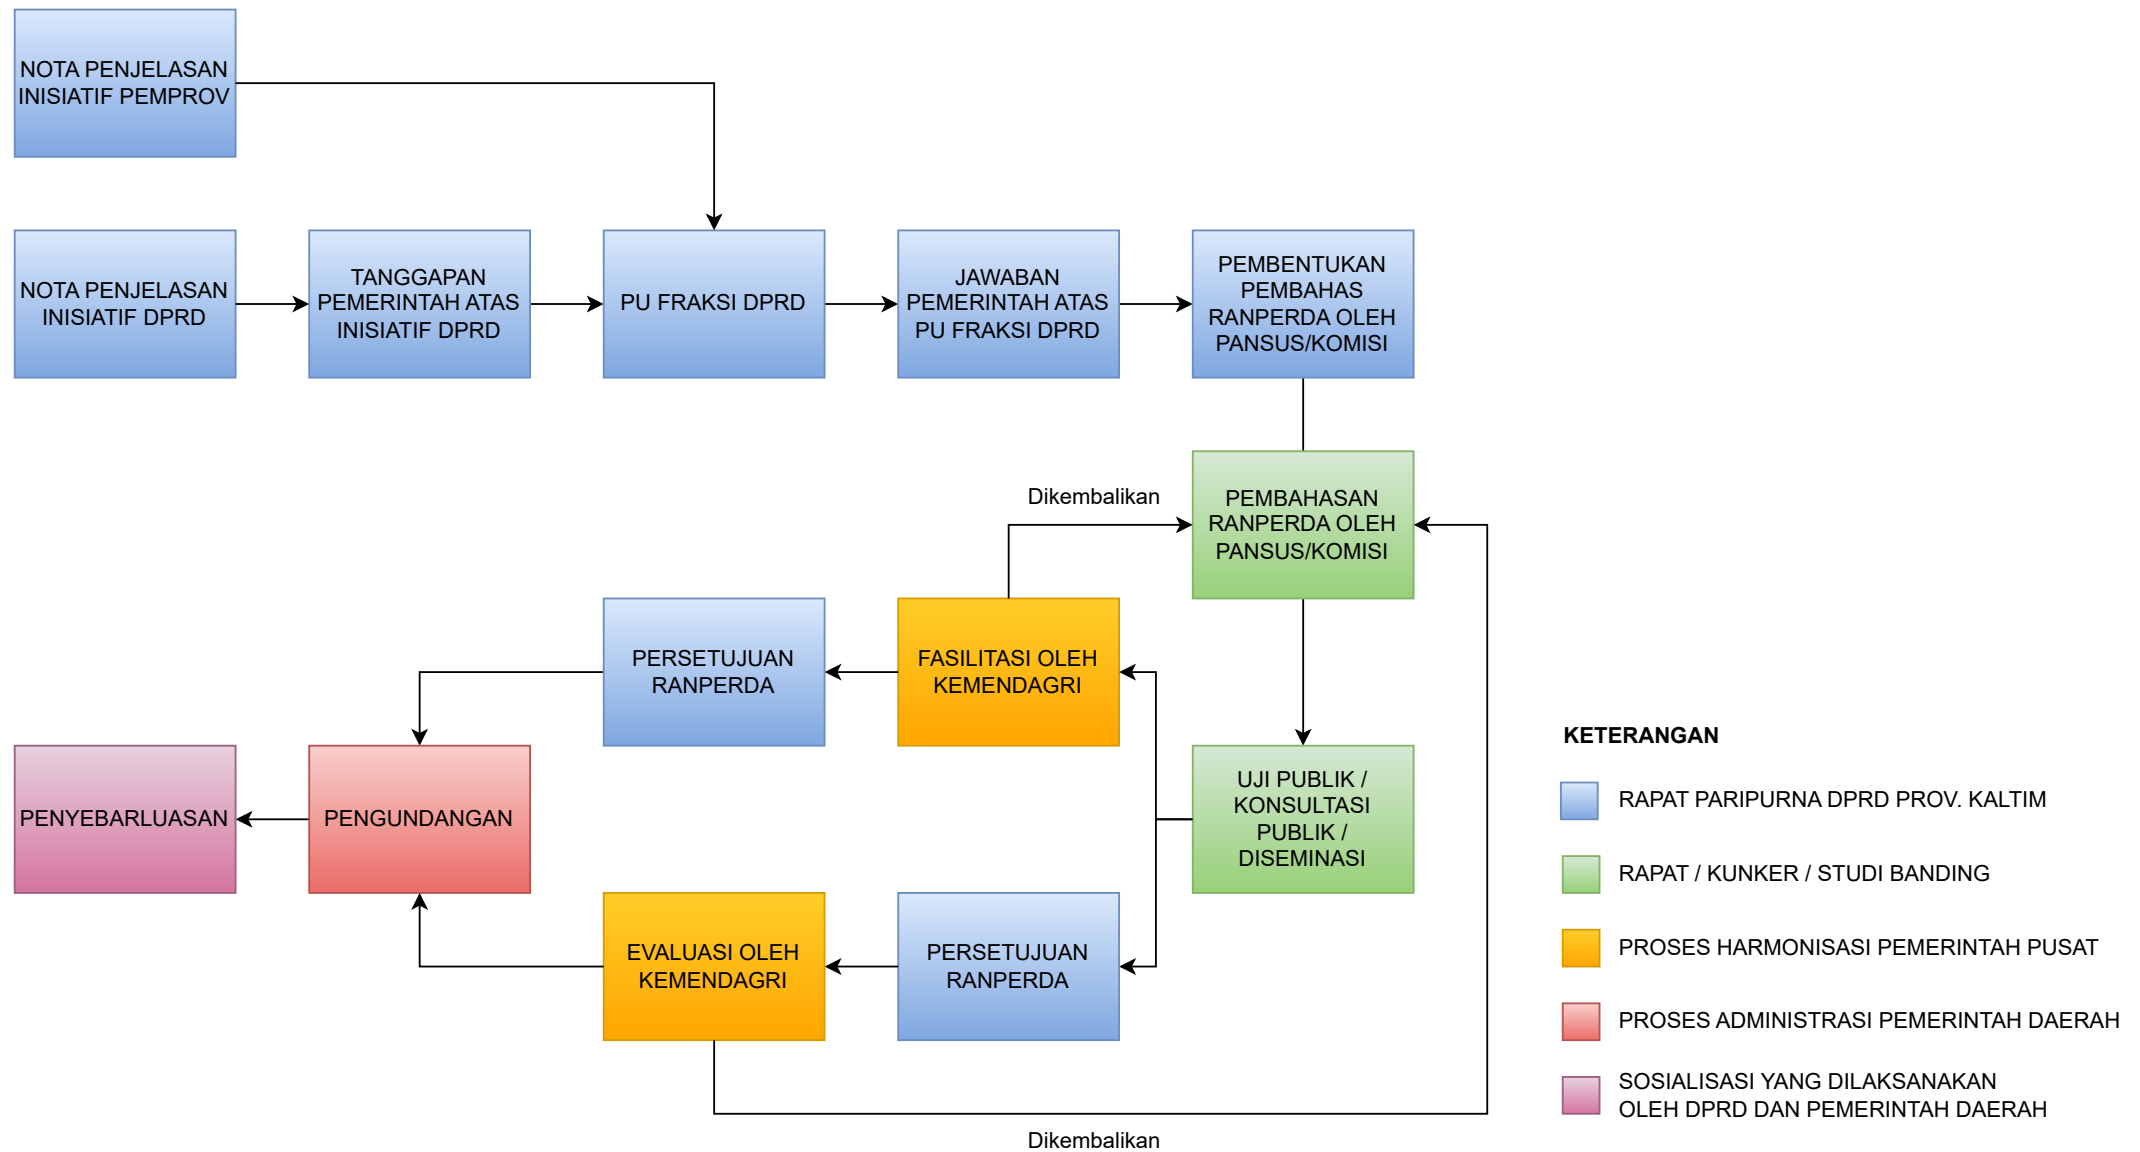 NOTA PENJELASAN
INISIATIF PEMPROV
NOTA PENJELASAN
INISIATIF DPRD
TANGGAPAN
PEMERINTAH ATAS
INISIATIF DPRD
PU FRAKSI DPRD
JAWABAN
PEMERINTAH ATAS
PU FRAKSI DPRD
PEMBENTUKAN
PEMBAHAS
RANPERDA OLEH
PANSUS/KOMISI
Dikembalikan
PEMBAHASAN
RANPERDA OLEH
PANSUS/KOMISI
PERSETUJUAN
RANPERDA
FASILITASI OLEH
KEMENDAGRI
PENYEBARLUASAN
PENGUNDANGAN
UJI PUBLIK /
KONSULTASI
PUBLIK /
DISEMINASI
EVALUASI OLEH
KEMENDAGRI
PERSETUJUAN
RANPERDA
Dikembalikan
KETERANGAN
RAPAT PARIPURNA DPRD PROV. KALTIM
RAPAT / KUNKER / STUDI BANDING
PROSES HARMONISASI PEMERINTAH PUSAT
PROSES ADMINISTRASI PEMERINTAH DAERAH
SOSIALISASI YANG DILAKSANAKAN
OLEH DPRD DAN PEMERINTAH DAERAH